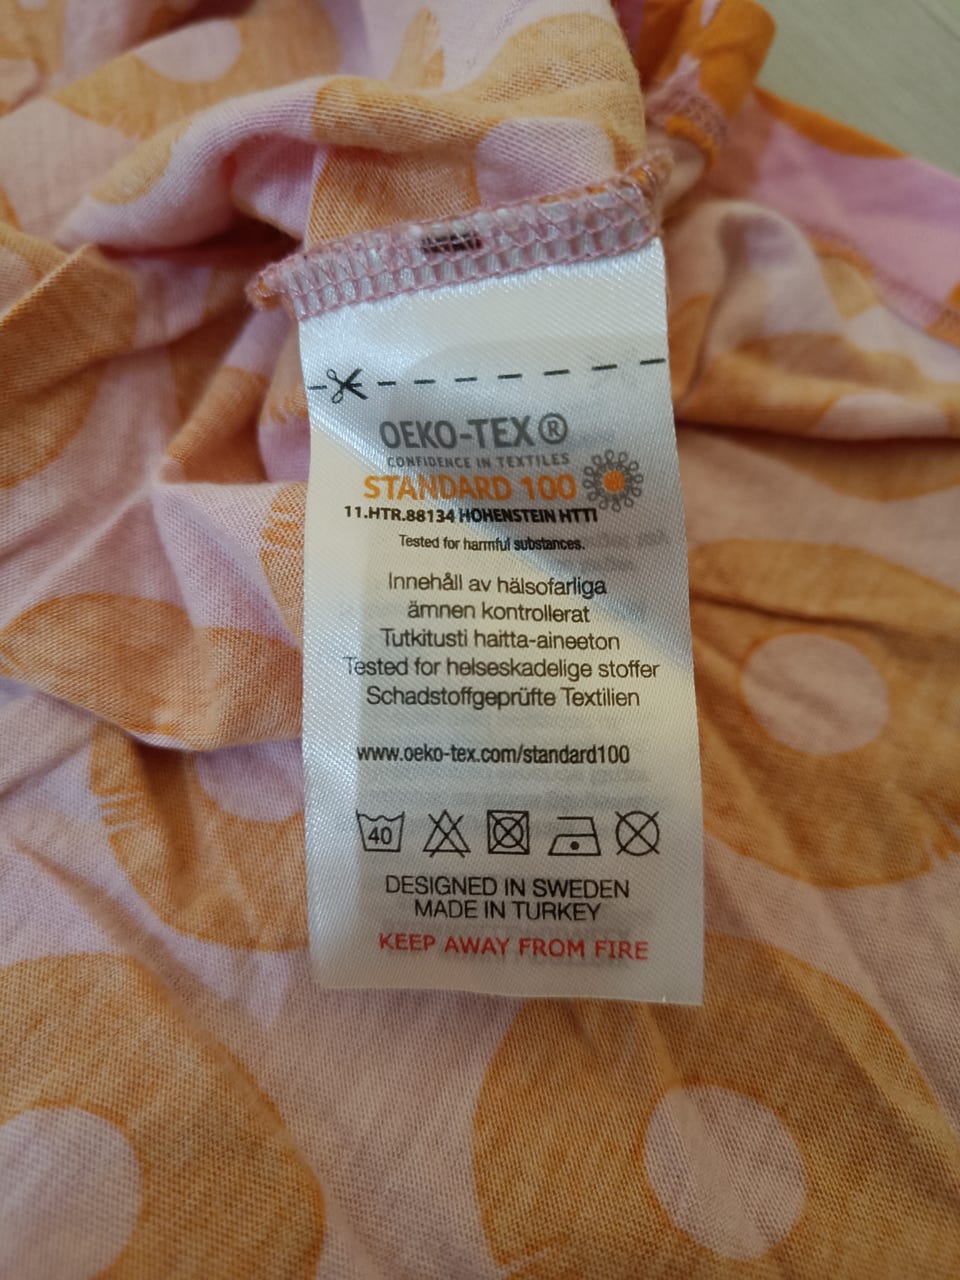 OEKO-TEX®
CONFIDENCE IN TEXTILES
STANDARD 100
11.HTR.88134 HOHENSTEIN HTTI
Tested for harmful substances.
Innehåll av hälsofarliga
ämnen kontrollerat
Tutkitusti haitta-aineeton
Tested for helseskadelige stoffer
Schadstoffgeprüfte Textilien
www.oeko-tex.com/standard100
40
DESIGNED IN SWEDEN
MADE IN TURKEY
KEEP AWAY FROM FIRE